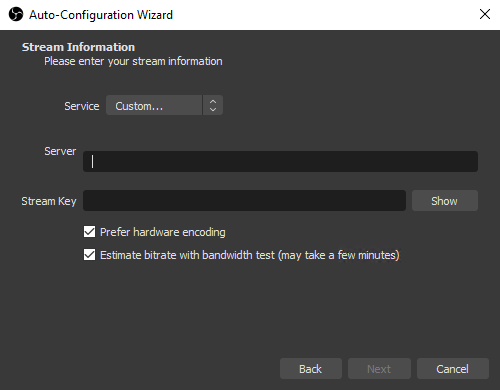 Auto-Configuration Wizard
Stream Information
Please enter your stream information
Service Custom...
Server
Stream Key Show
Prefer hardware encoding
Estimate bitrate with bandwidth test (may take a few minutes)
Back Next Cancel